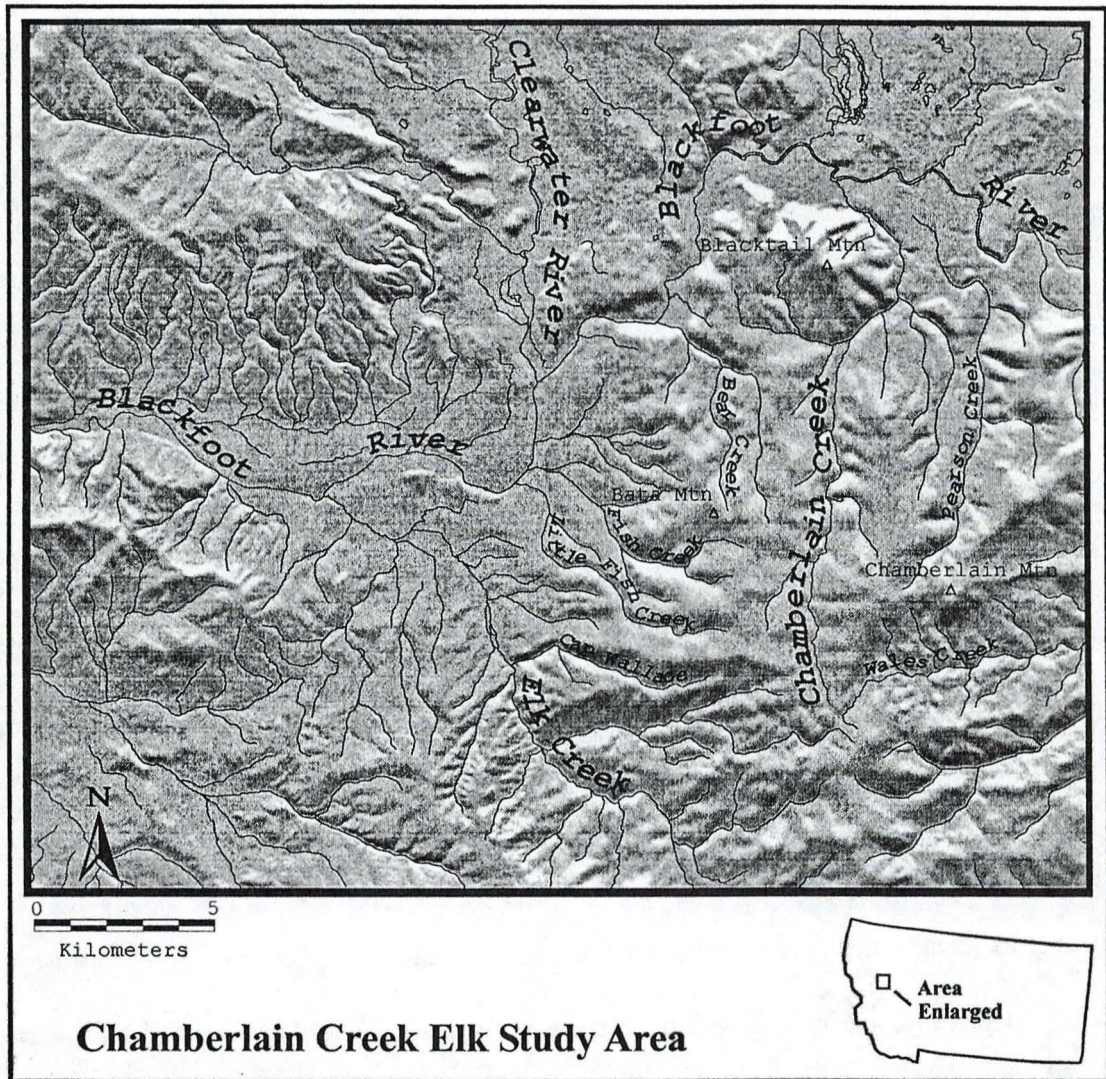 Clearwater River
Blackfoot
River
Blacktail Mtn
Blackfoot
River
Bear Creek
Chamberlain Creek
Pearson Creek
Bata Mtn
Fish Creek
Little Fish Creek
Chamberlain Mtn
Cap Wallace
Wales Creek
Elk Creek
N
0 5
Kilometers
Area
Enlarged
Chamberlain Creek Elk Study Area